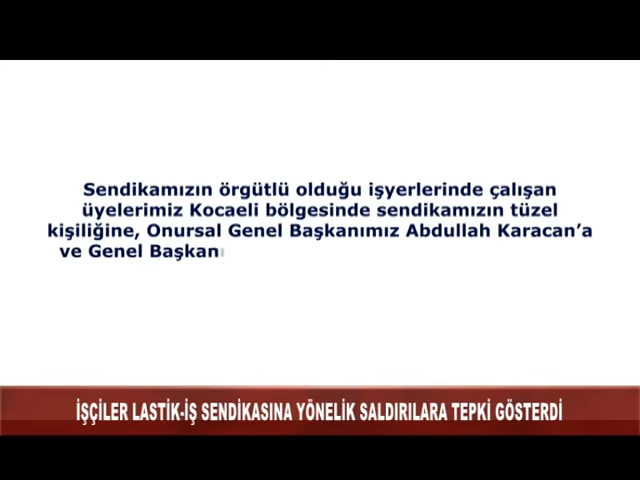 Sendikamızın örgütlü olduğu işyerlerinde çalışan
üyelerimiz Kocaeli bölgesinde sendikamızın tüzel
kişiliğine, Onursal Genel Başkanımız Abdullah Karacan’a
ve Genel Başkanı
İŞÇİLER LASTİK-İŞ SENDİKASINA YÖNELİK SALDIRILARA TEPKİ GÖSTERDİ